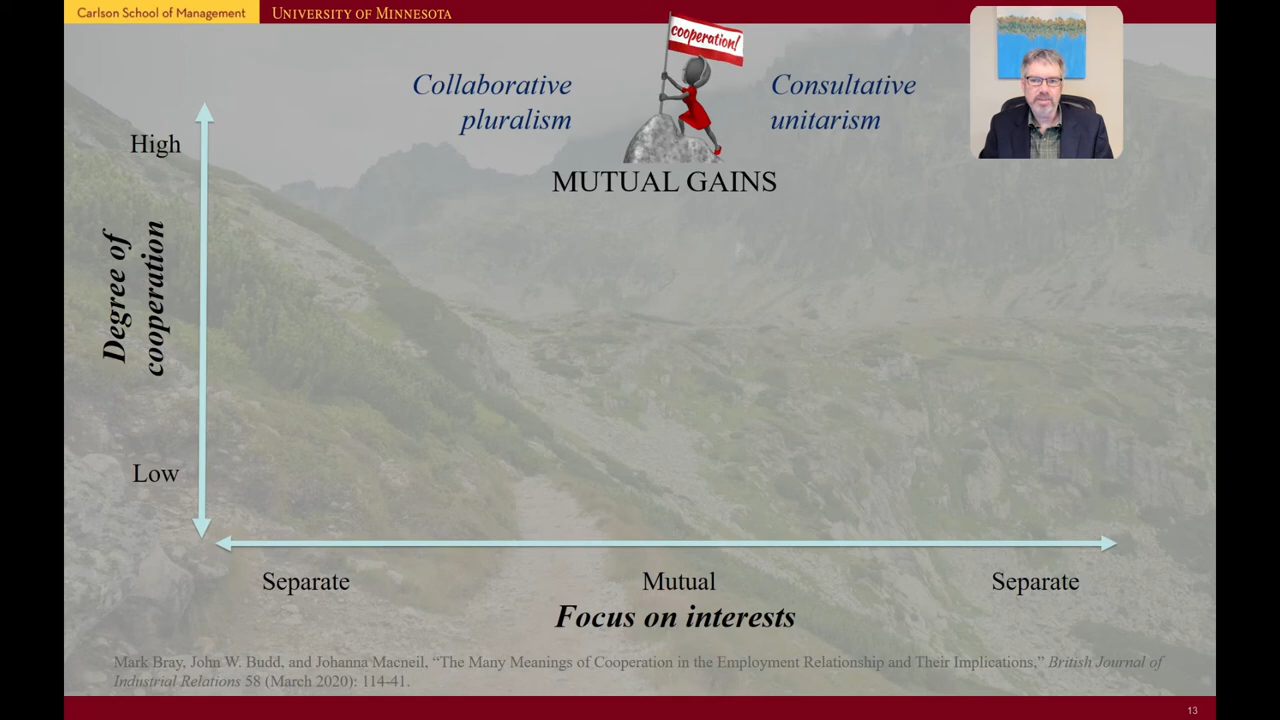 Carlson School of Management UNIVERSITY OF MINNESOTA
cooperation!
Collaborative
pluralism
Consultative
unitarism
MUTUAL GAINS
High
Degree of
cooperation
Low
Separate Mutual Separate
Focus on interests
Mark Bray, John W. Budd, and Johanna Macneil, “The Many Meanings of Cooperation in the Employment Relationship and Their Implications,” British Journal of
Industrial Relations 58 (March 2020): 114-41.
13